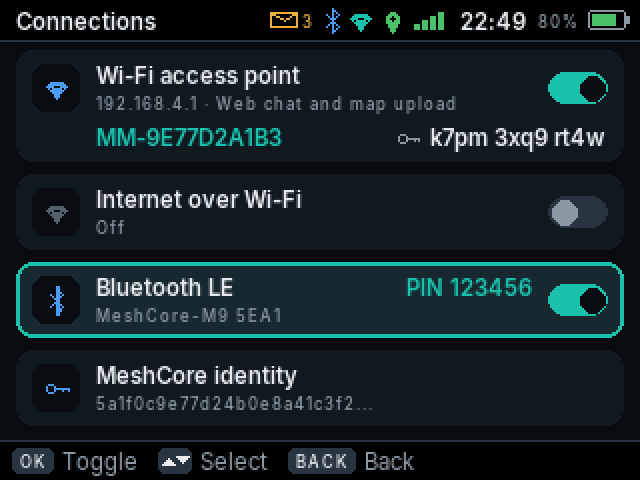 Connections 3 22:49 80%
Wi-Fi access point
192.168.4.1 · Web chat and map upload
MM-9E77D2A1B3 k7pm 3xq9 rt4w
Internet over Wi-Fi
Off
Bluetooth LE PIN 123456
MeshCore-M9 5EA1
MeshCore identity
5a1f0c9e77d24b0e8a41c3f2...
OK Toggle Select BACK Back